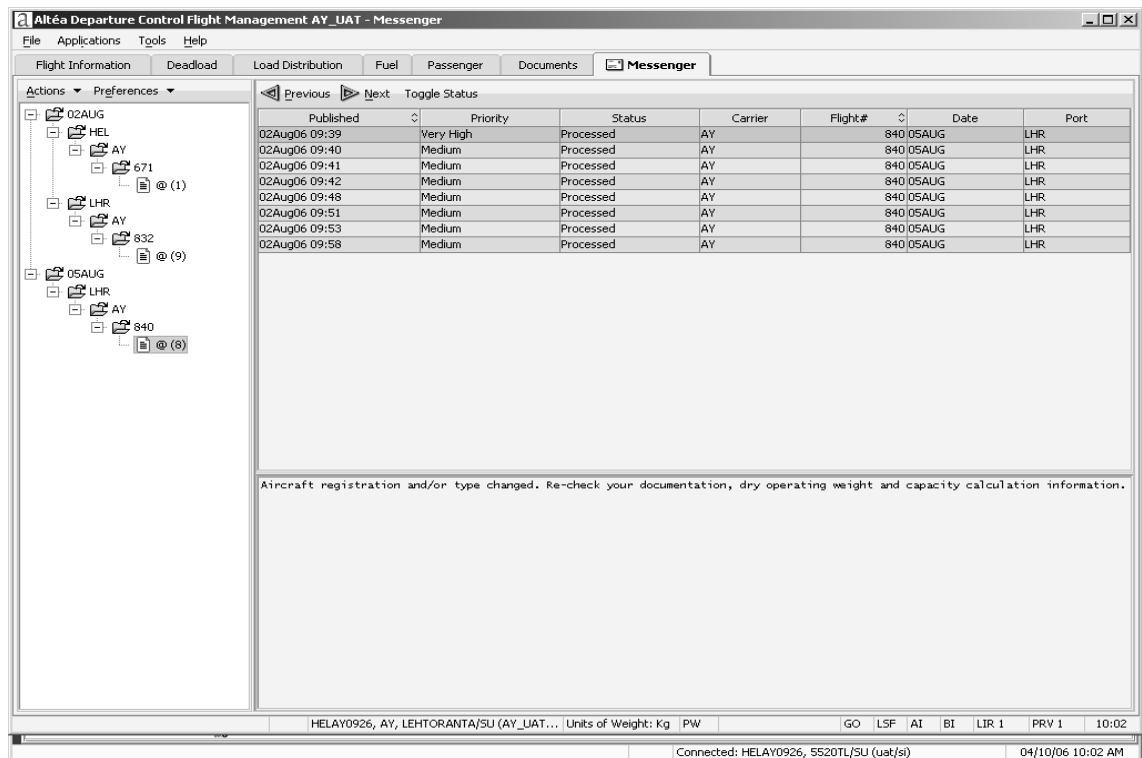 a Altéa Departure Control Flight Management AY_UAT - Messenger
File Applications Tools Help
Flight Information Deadload Load Distribution Fuel Passenger Documents Messenger
Actions Preferences
Previous Next Toggle Status
02AUG
HEL
AY
671
@ (1)
LHR
AY
832
@ (9)
05AUG
LHR
AY
840
@ (8)
Published Priority Status Carrier Flight# Date Port
02Aug06 09:39 Very High Processed AY 840 05AUG LHR
02Aug06 09:40 Medium Processed AY 840 05AUG LHR
02Aug06 09:41 Medium Processed AY 840 05AUG LHR
02Aug06 09:42 Medium Processed AY 840 05AUG LHR
02Aug06 09:48 Medium Processed AY 840 05AUG LHR
02Aug06 09:51 Medium Processed AY 840 05AUG LHR
02Aug06 09:53 Medium Processed AY 840 05AUG LHR
02Aug06 09:58 Medium Processed AY 840 05AUG LHR
Aircraft registration and/or type changed. Re-check your documentation, dry operating weight and capacity calculation information.
HELAY0926, AY, LEHTORANTA/SU (AY_UAT... Units of Weight: Kg PW GO LSF AI BI LIR 1 PRV 1 10:02
Connected: HELAY0926, 5520TL/SU (uat/si) 04/10/06 10:02 AM